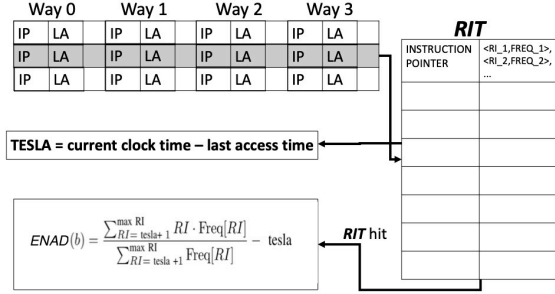 Way 0 Way 1 Way 2 Way 3
IP LA IP LA IP LA IP LA
IP LA IP LA IP LA IP LA
IP LA IP LA IP LA IP LA
RIT
INSTRUCTION
POINTER
<RI_1,FREQ_1>,
<RI_2,FREQ_2>,
...
TESLA = current clock time – last access time
ENAD(b) = \frac{\sum_{RI= tesla+ 1}^{max RI} RI · Freq[RI]}{\sum_{RI= tesla +1}^{max RI} Freq[RI]} − tesla
RIT hit